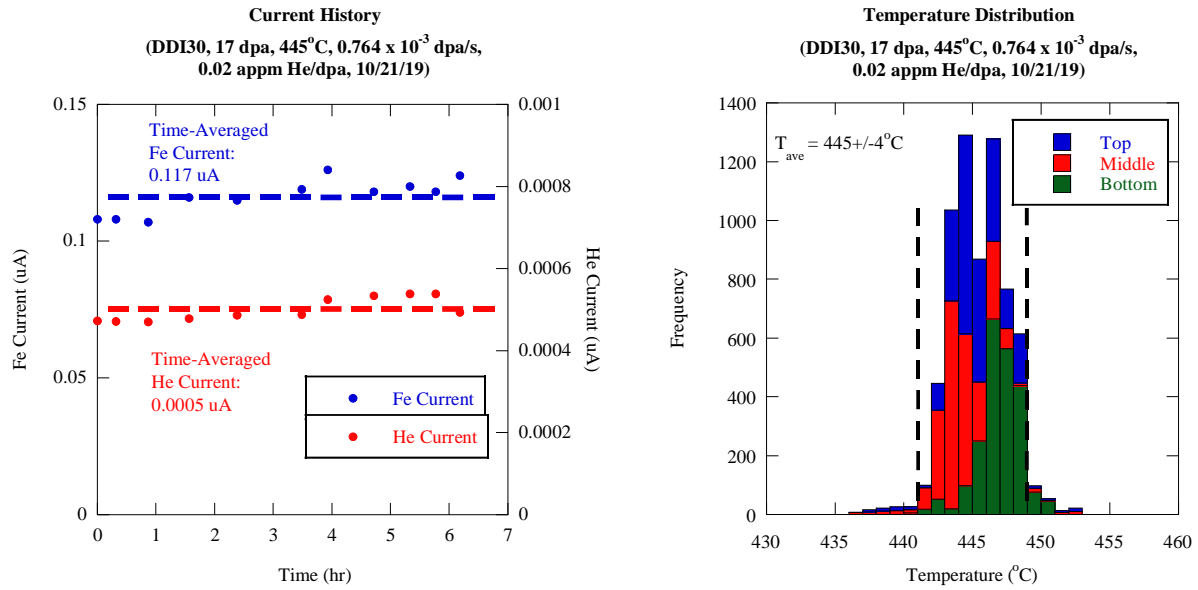 Current History
(DDI30, 17 dpa, 445°C, 0.764 x 10⁻³ dpa/s,
0.02 appm He/dpa, 10/21/19)
0.15
0.1
0.05
0
Fe Current (uA)
0.001
0.0008
0.0006
0.0004
0.0002
0
He Current (uA)
Time-Averaged
Fe Current:
0.117 uA
Time-Averaged
He Current:
0.0005 uA
Fe Current
He Current
0 1 2 3 4 5 6 7
Time (hr)
Temperature Distribution
(DDI30, 17 dpa, 445°C, 0.764 x 10⁻³ dpa/s,
0.02 appm He/dpa, 10/21/19)
1400
1200
1000
800
600
400
200
0
Frequency
T_ave = 445+/-4°C
Top
Middle
Bottom
430 435 440 445 450 455 460
Temperature (°C)